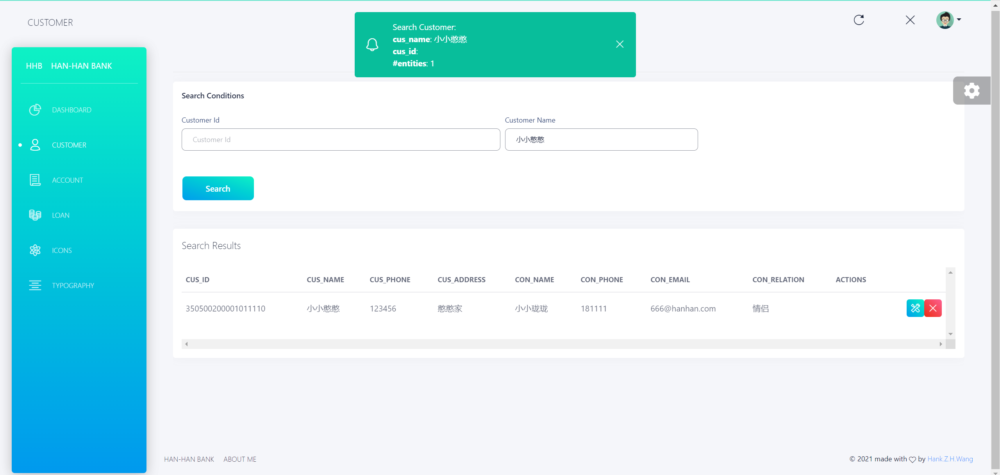 CUSTOMER
Search Customer:
cus_name: 小小憨憨
cus_id:
#entities: 1
HHB HAN-HAN BANK
DASHBOARD
CUSTOMER
ACCOUNT
LOAN
ICONS
TYPOGRAPHY
Search Conditions
Customer Id Customer Name
Customer Id 小小憨憨
Search
Search Results
CUS_ID CUS_NAME CUS_PHONE CUS_ADDRESS CON_NAME CON_PHONE CON_EMAIL CON_RELATION ACTIONS
350500200001011110 小小憨憨 123456 憨憨家 小小珑珑 181111 666@hanhan.com 情侣
HAN-HAN BANK ABOUT ME
© 2021 made with ♡ by Hank.Z.H.Wang